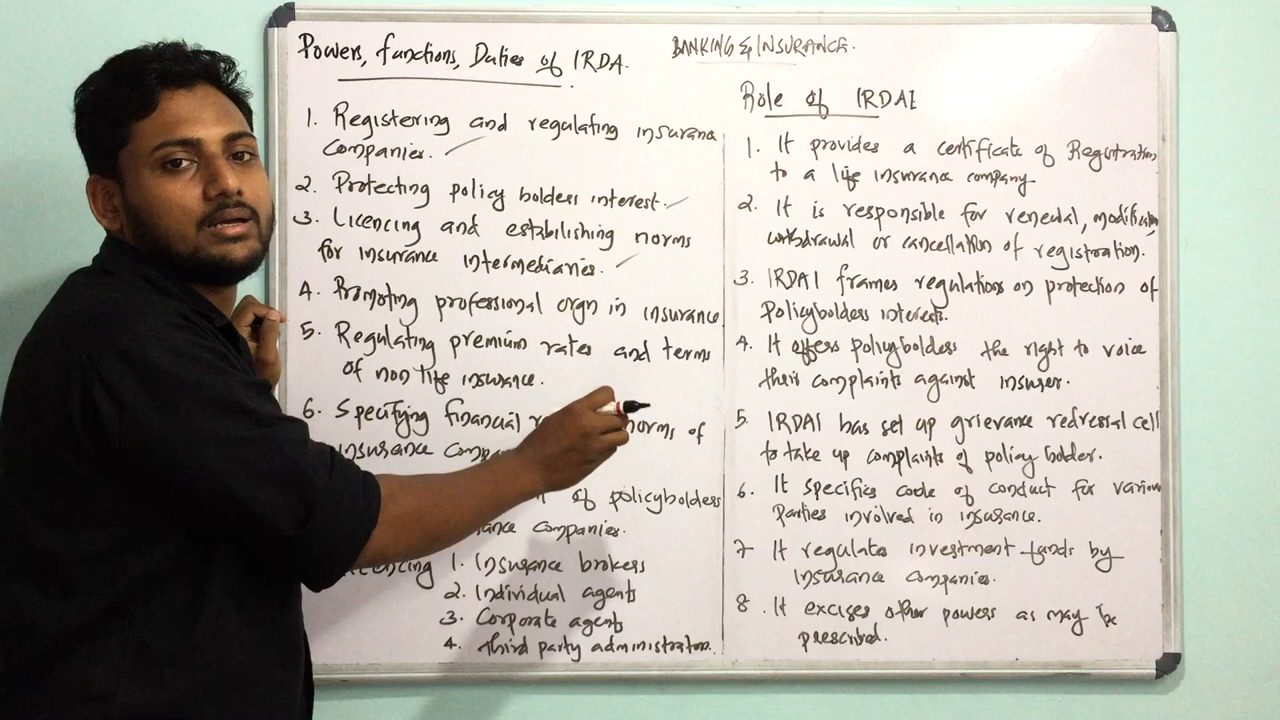 Powers, functions, Duties of IRDA.
BANKING & INSURANCE.
1. Registering and regulating insurance
companies.
2. Protecting policy holders interest.
3. Licencing and estabilishing norms
for insurance intermediaries.
4. Promoting professional orgn in insurance
5. Regulating premium rates and terms
of non life insurance.
6. Specifying financial norms of
insurance
of policyholders
companies.
1. Insurance brokers
2. Individual agents
3. Corporate agents
4. Third party administrators.
Role of IRDAI
1. It provides a certificate of Registration
to a life insurance company
2. It is responsible for renewal, modification,
withdrawal or cancellation of registration.
3. IRDAI frames regulations on protection of
Policyholders interests.
4. It offers policyholders the right to voice
their complaints against insurer.
5. IRDAI has set up grievance redressal cell
to take up complaints of policy holder.
6. It specifies code of conduct for various
Parties involved in insurance.
7 It regulates investment funds by
insurance companies.
8. It excises other powers as may be
prescribed.